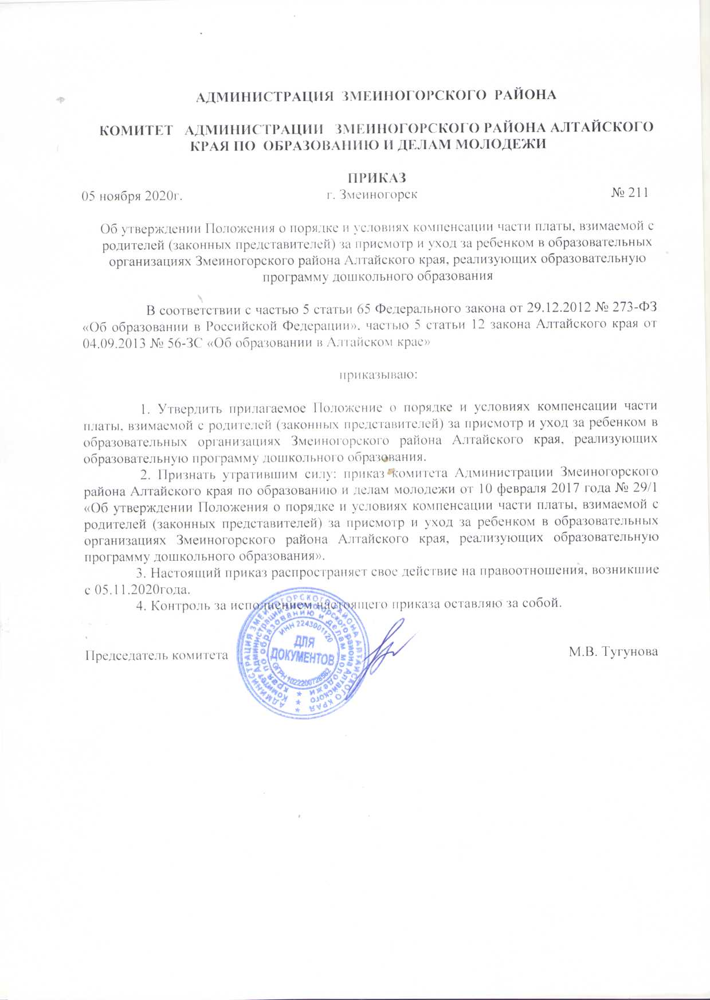 АДМИНИСТРАЦИЯ ЗМЕИНОГОРСКОГО РАЙОНА
КОМИТЕТ АДМИНИСТРАЦИИ ЗМЕИНОГОРСКОГО РАЙОНА АЛТАЙСКОГО
КРАЯ ПО ОБРАЗОВАНИЮ И ДЕЛАМ МОЛОДЕЖИ
ПРИКАЗ
05 ноября 2020г. г. Змеиногорск № 211
Об утверждении Положения о порядке и условиях компенсации части платы, взимаемой с
родителей (законных представителей) за присмотр и уход за ребенком в образовательных
организациях Змеиногорского района Алтайского края, реализующих образовательную
программу дошкольного образования
В соответствии с частью 5 статьи 65 Федерального закона от 29.12.2012 № 273-ФЗ
«Об образовании в Российской Федерации», частью 5 статьи 12 закона Алтайского края от
04.09.2013 № 56-ЗС «Об образовании в Алтайском крае»
приказываю:
1. Утвердить прилагаемое Положение о порядке и условиях компенсации части
платы, взимаемой с родителей (законных представителей) за присмотр и уход за ребенком в
образовательных организациях Змеиногорского района Алтайского края, реализующих
образовательную программу дошкольного образования.
2. Признать утратившим силу: приказ комитета Администрации Змеиногорского
района Алтайского края по образованию и делам молодежи от 10 февраля 2017 года № 29/1
«Об утверждении Положения о порядке и условиях компенсации части платы, взимаемой с
родителей (законных представителей) за присмотр и уход за ребенком в образовательных
организациях Змеиногорского района Алтайского края, реализующих образовательную
программу дошкольного образования».
3. Настоящий приказ распространяет свое действие на правоотношения, возникшие
с 05.11.2020года.
4. Контроль за исполнением настоящего приказа оставляю за собой.
Председатель комитета М.В. Тугунова
АДМИНИСТРАЦИЯ ЗМЕИНОГОРСКОГО РАЙОНА АЛТАЙСКОГО КРАЯ
Комитет Администрации Змеиногорского района Алтайского
края по образованию и делам молодежи
ИНН 2243001120
ДЛЯ
ДОКУМЕНТОВ
ОГРН 1022200728582